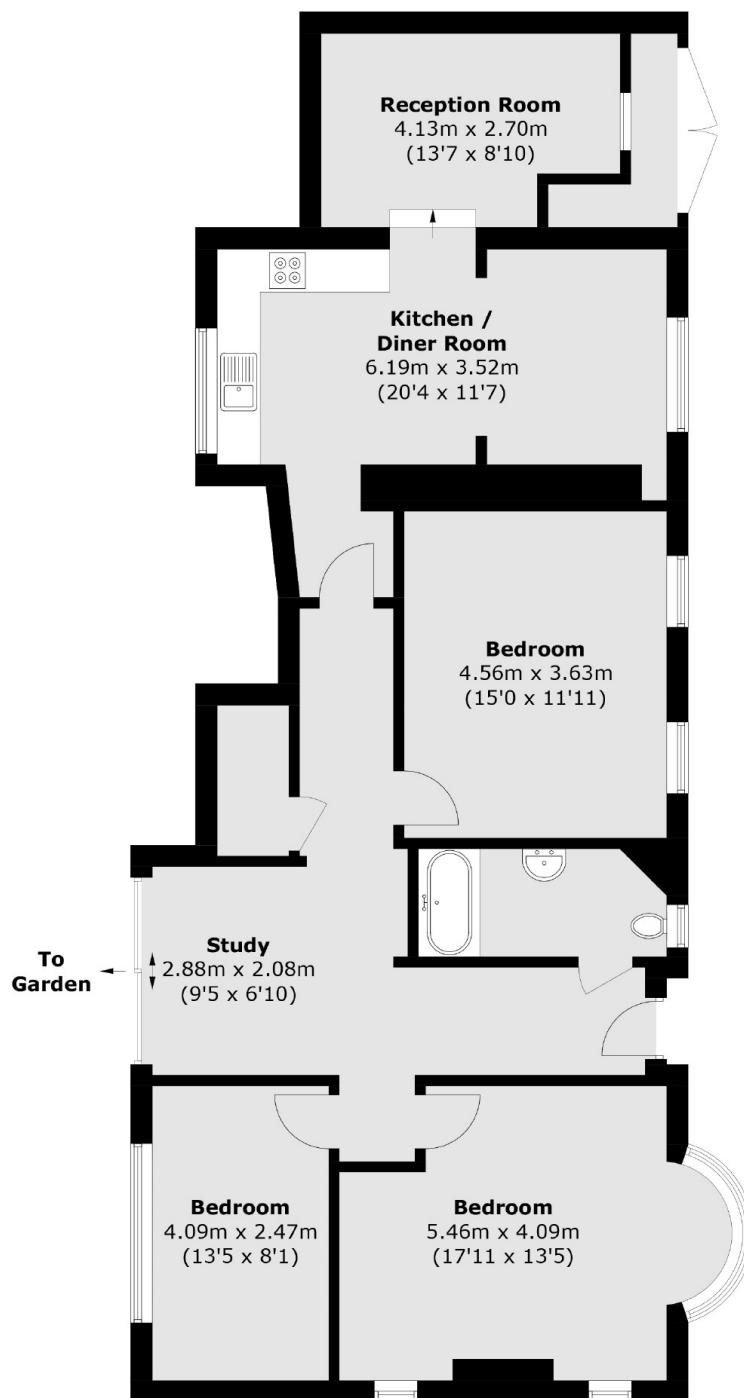 Reception Room
4.13m x 2.70m
(13'7 x 8'10)
Kitchen /
Diner Room
6.19m x 3.52m
(20'4 x 11'7)
Bedroom
4.56m x 3.63m
(15'0 x 11'11)
To
Garden
Study
2.88m x 2.08m
(9'5 x 6'10)
Bedroom
4.09m x 2.47m
(13'5 x 8'1)
Bedroom
5.46m x 4.09m
(17'11 x 13'5)